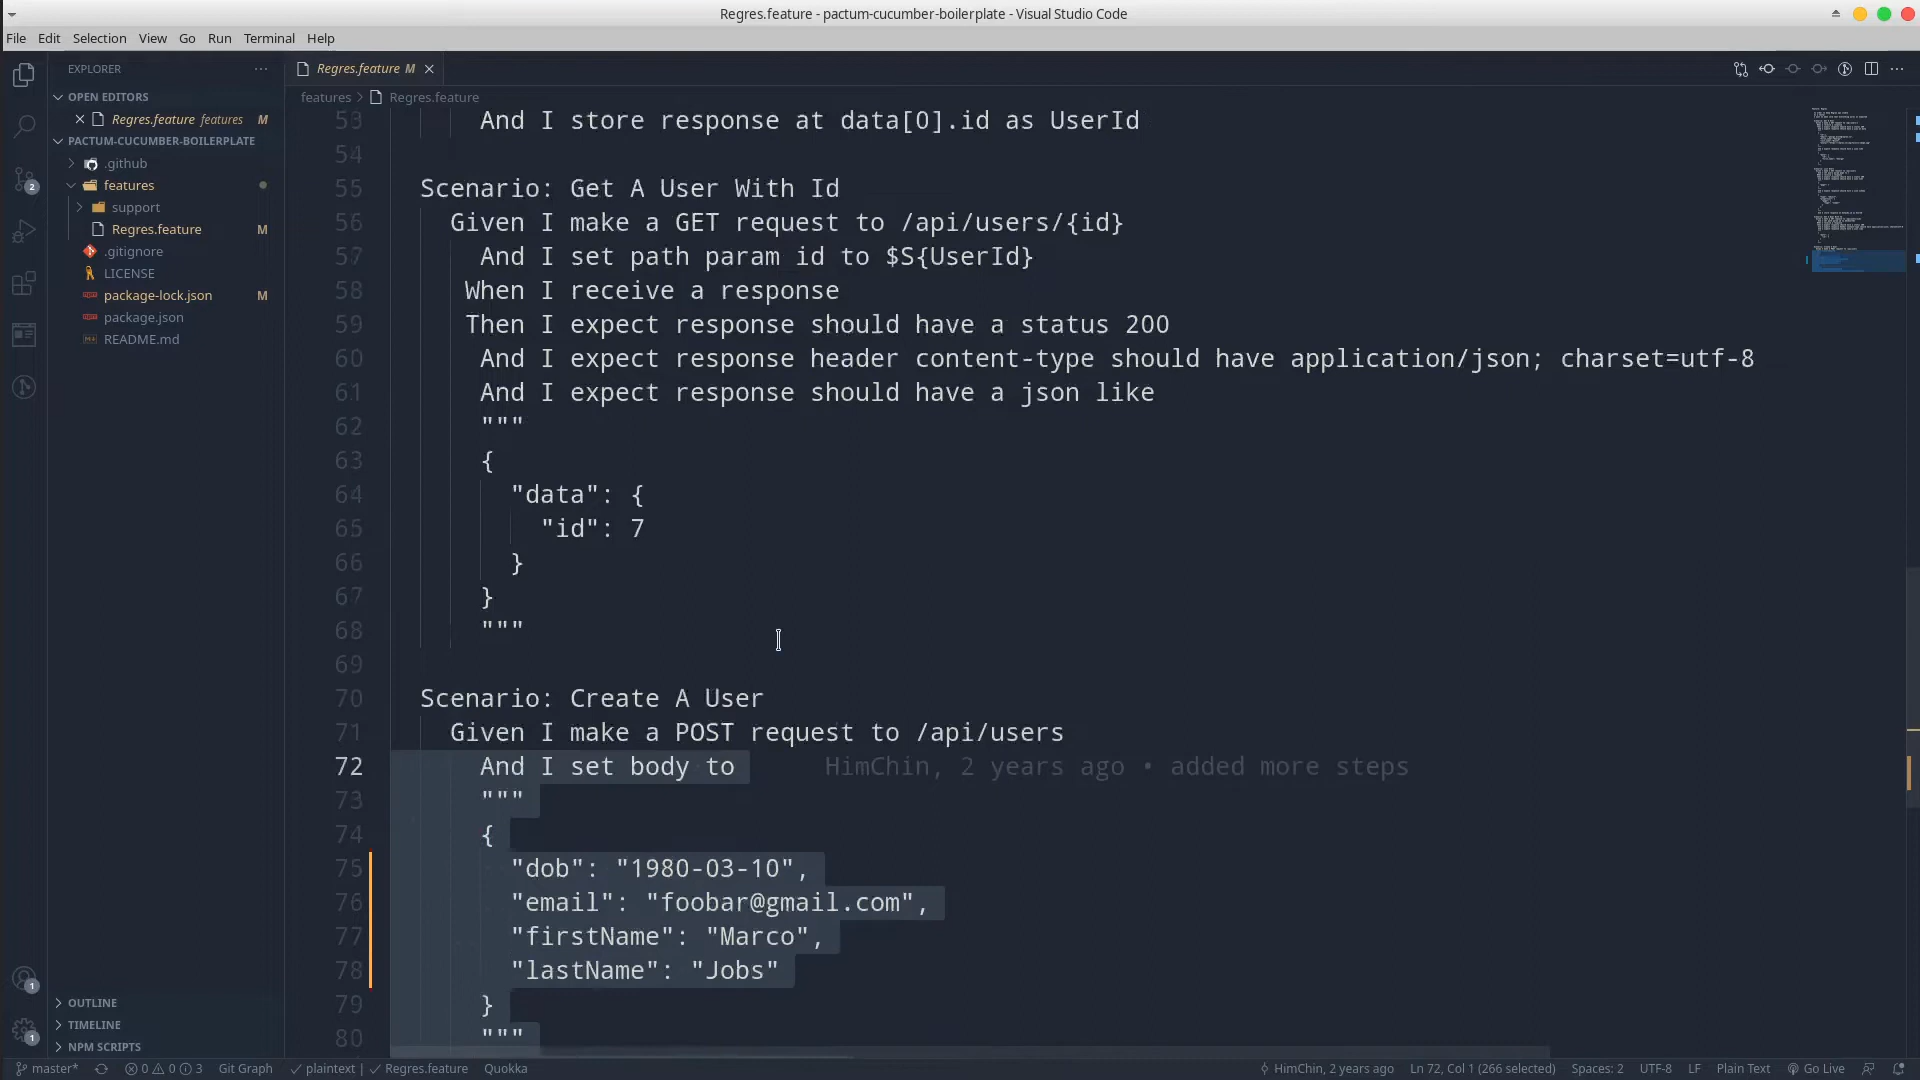 Regres.feature - pactum-cucumber-boilerplate - Visual Studio Code
File Edit Selection View Go Run Terminal Help
EXPLORER
OPEN EDITORS
Regres.feature features M
PACTUM-CUCUMBER-BOILERPLATE
.github
features
support
Regres.feature M
.gitignore
LICENSE
package-lock.json M
package.json
README.md
OUTLINE
TIMELINE
NPM SCRIPTS
2
1
1
Regres.feature M
features > Regres.feature
53 And I store response at data[0].id as UserId
54
55 Scenario: Get A User With Id
56 Given I make a GET request to /api/users/{id}
57 And I set path param id to $S{UserId}
58 When I receive a response
59 Then I expect response should have a status 200
60 And I expect response header content-type should have application/json; charset=utf-8
61 And I expect response should have a json like
62 """
63 {
64 "data": {
65 "id": 7
66 }
67 }
68 """
69
70 Scenario: Create A User
71 Given I make a POST request to /api/users
72 And I set body to HimChin, 2 years ago • added more steps
73 """
74 {
75 "dob": "1980-03-10",
76 "email": "foobar@gmail.com",
77 "firstName": "Marco",
78 "lastName": "Jobs"
79 }
80 """
master* 0 0 3 Git Graph plaintext | Regres.feature Quokka HimChin, 2 years ago Ln 72, Col 1 (266 selected) Spaces: 2 UTF-8 LF Plain Text Go Live